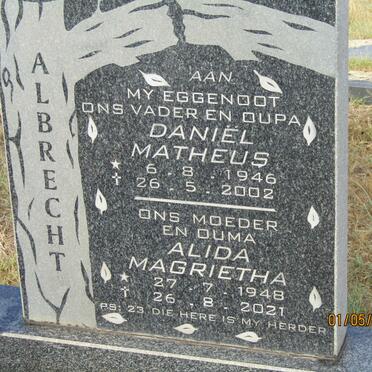 ALBRECHT
AAN
MY EGGENOOT
ONS VADER EN OUPA
DANIËL
MATHEUS
* 6 - 8 - 1946
† 26 - 5 - 2002
ONS MOEDER
EN OUMA
ALIDA
MAGRIETHA
* 27 - 7 - 1948
† 26 - 8 - 2021
PS: 23 DIE HERE IS MY HERDER
01/05/